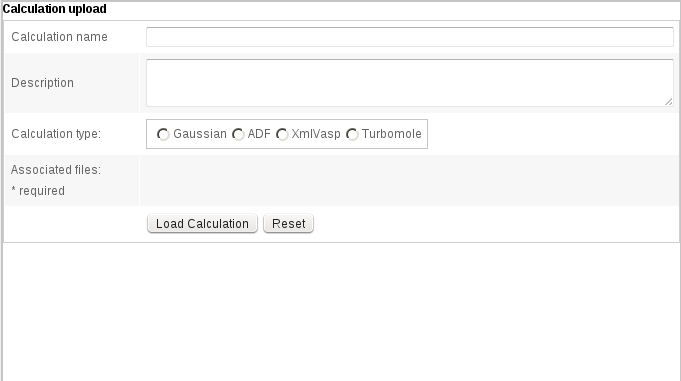 Calculation upload
Calculation name
Description
Calculation type: Gaussian ADF XmlVasp Turbomole
Associated files:
* required
Load Calculation Reset